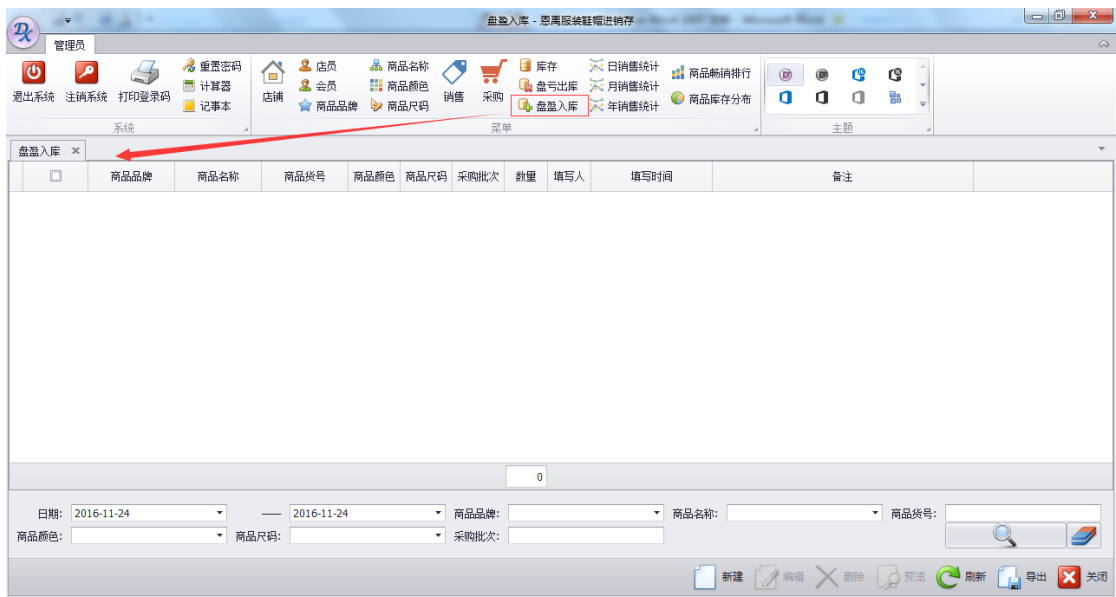 盘盈入库 - 恩禹服装鞋帽进销存
管理员
退出系统 注销系统 打印登录码 重置密码 计算器 记事本
系统
店铺 店员 会员 商品品牌 商品名称 商品颜色 商品尺码 销售 采购 库存 盘亏出库 盘盈入库 日销售统计 月销售统计 年销售统计 商品畅销排行 商品库存分布
菜单
主题
盘盈入库
商品品牌 商品名称 商品货号 商品颜色 商品尺码 采购批次 数量 填写人 填写时间 备注
0
日期: 2016-11-24 — 2016-11-24 商品品牌: 商品名称: 商品货号:
商品颜色: 商品尺码: 采购批次:
新建 编辑 删除 预览 刷新 导出 关闭